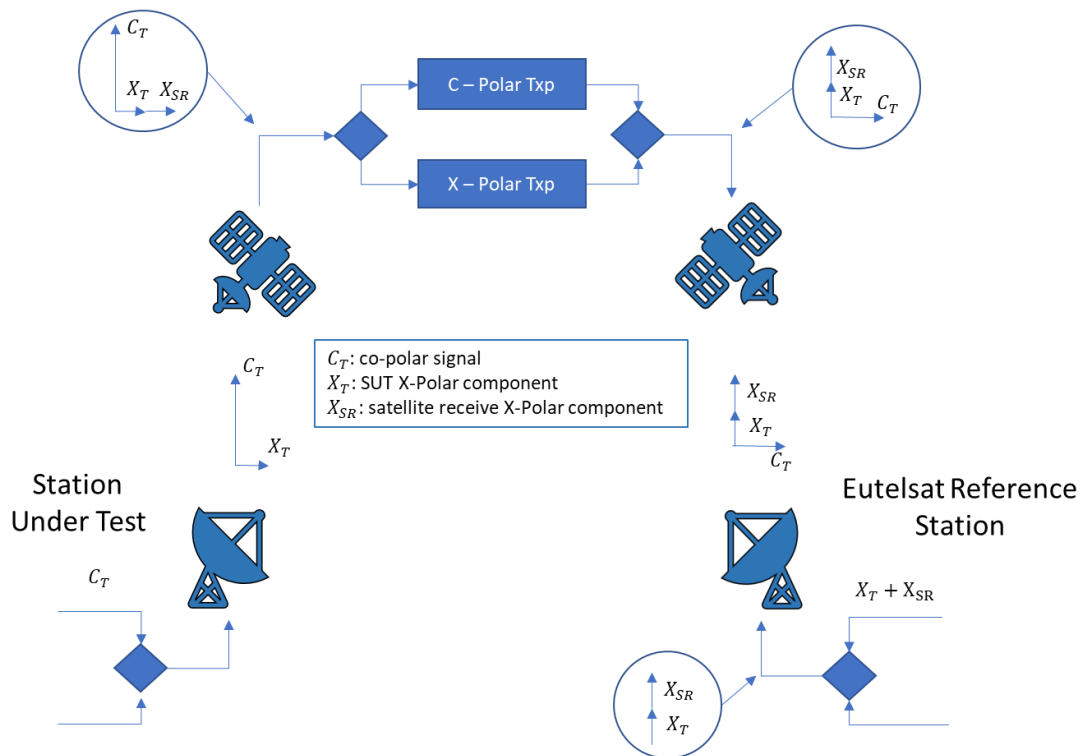 C_T
X_T X_SR
C – Polar Txp
X – Polar Txp
X_SR
X_T
C_T
C_T: co-polar signal
X_T: SUT X-Polar component
X_SR: satellite receive X-Polar component
C_T
X_T
X_SR
X_T
C_T
Station
Under Test
Eutelsat Reference
Station
C_T
X_T + X_SR
X_SR
X_T